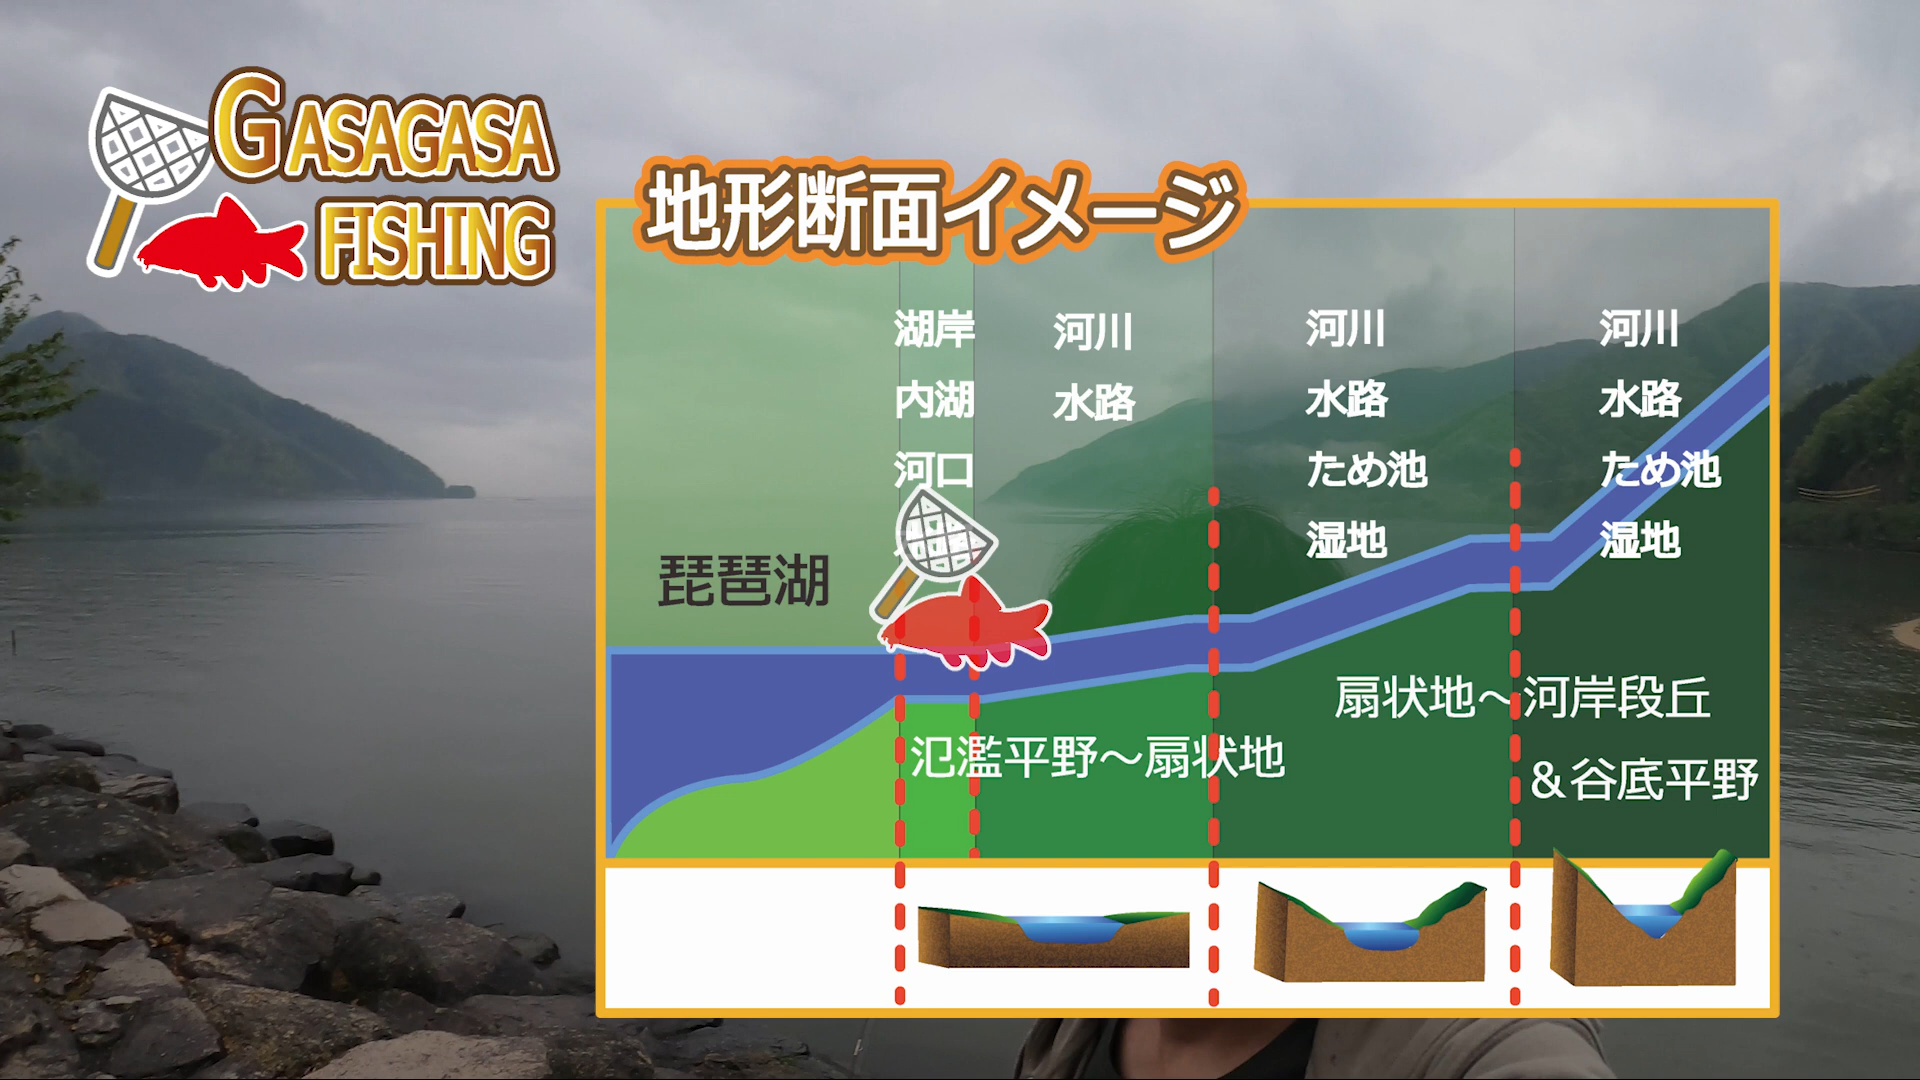 GASAGASA
FISHING
地形断面イメージ
湖岸
内湖
河口
河川
水路
河川
水路
ため池
湿地
河川
水路
ため池
湿地
琵琶湖
氾濫平野～扇状地
扇状地～河岸段丘
＆谷底平野